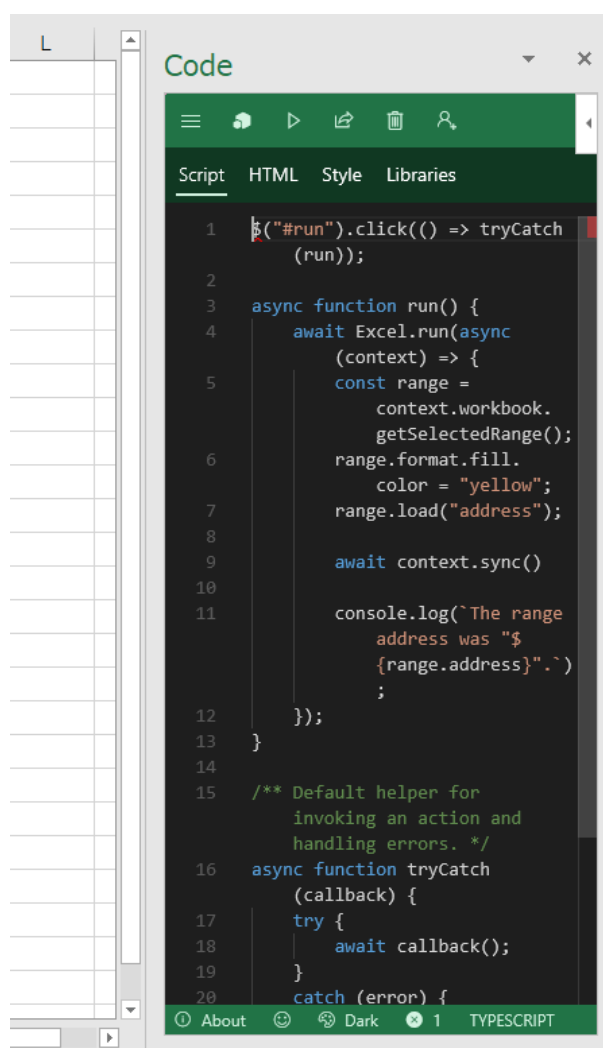 L
Code
Script HTML Style Libraries
1 $("#run").click(() => tryCatch
(run));
2
3 async function run() {
4 await Excel.run(async
(context) => {
5 const range =
context.workbook.
getSelectedRange();
6 range.format.fill.
color = "yellow";
7 range.load("address");
8
9 await context.sync()
10
11 console.log(`The range
address was "$
{range.address}".`)
;
12 });
13 }
14
15 /** Default helper for
invoking an action and
handling errors. */
16 async function tryCatch
(callback) {
17 try {
18 await callback();
19 }
20 catch (error) {
About Dark 1 TYPESCRIPT